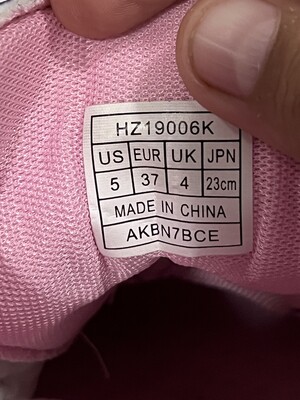 HZ19006K
US EUR UK JPN
5 37 4 23cm
MADE IN CHINA
AKBN7BCE